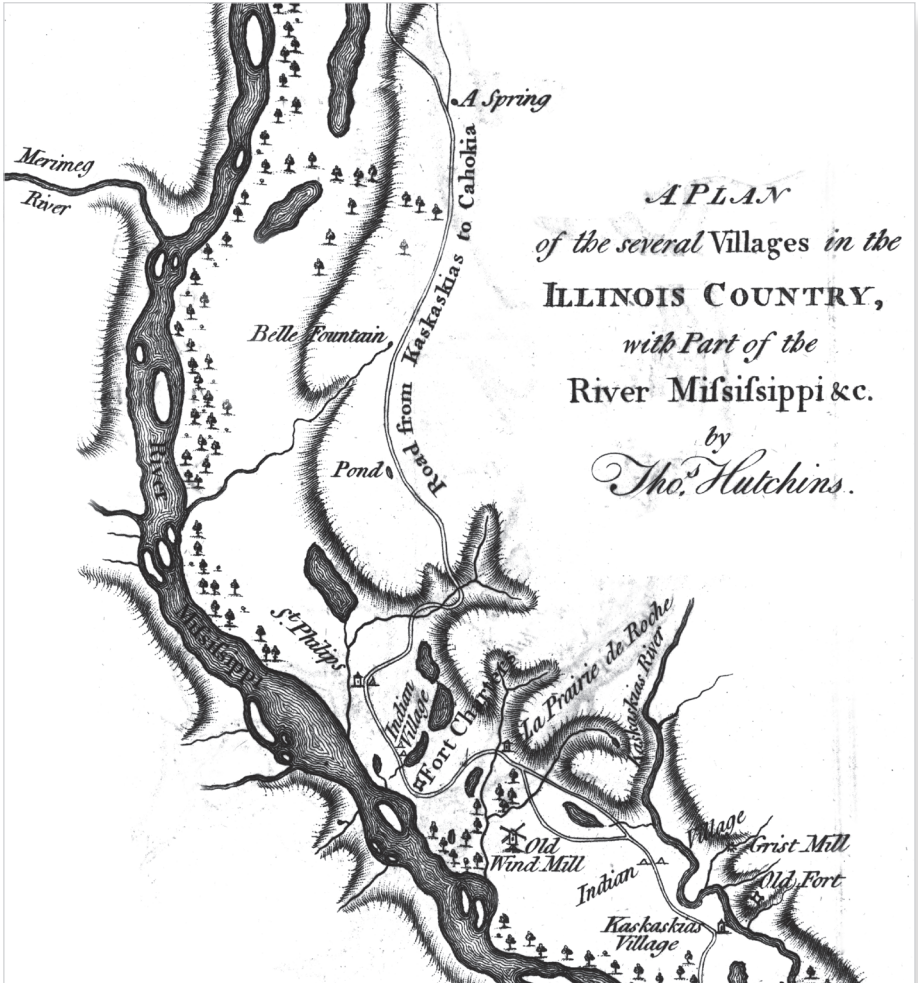 A Spring
Merimeg
River
Road from Kaskaskias to Cahokia
A PLAN
of the several Villages in the
ILLINOIS COUNTRY,
with Part of the
River Miſsiſsippi &c.
by
Thos. Hutchins.
Belle Fountain
Pond
River
Miſsiſsippi
St Philips
Indian
Village
Fort Chartres
La Prairie de Roche
Kaskaskias River
Old
Wind Mill
Indian
Village
Grist Mill
Old Fort
Kaskaskias
Village